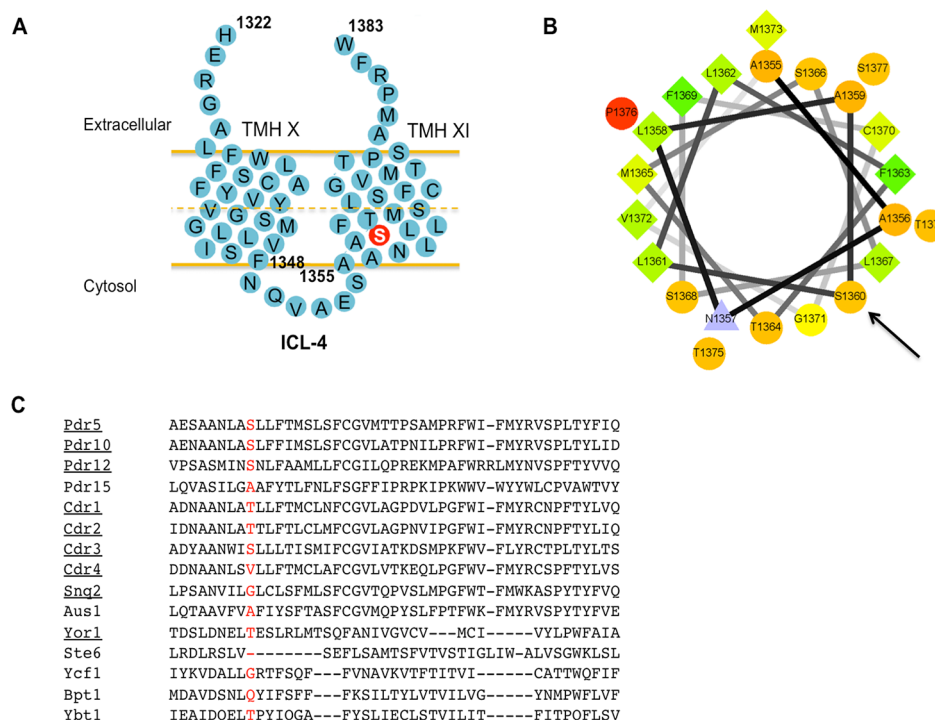 A
1322
H
E
R
G
A
1383
W
F
R
P
M
A
Extracellular
TMH X
TMH XI
L F W L
F S C A
F Y V Y
V G S M
G L L V
I S F
T P S
G V M T
L S F C
F T M S
A S L L
A A N L
Cytosol
1348
1355
N Q V A E S
ICL-4
B
M1373
A1355
S1377
L1362
S1366
F1369
A1359
P1376
L1358
C1370
M1365
F1363
V1372
A1356
T137
L1361
L1367
S1368
S1360
N1357
T1364
G1371
T1375
C
Pdr5 AESAANLASLLFTMSLSFCGVMTTPSAMPRFWI-FMYRVSPLTYFIQ
Pdr10 AENAANLASLLFFIMSLSFCGVLATPNILPRFWI-FMYRVSPLTYLID
Pdr12 VPSASMINSNLFAAMLLFCGILQPREKMPAFWRRLMYNVSPFTYVVQ
Pdr15 LQVASILGAAFYTLFNLFSGFFIPRPKIPKWWV-WYYWLCPVAWTVY
Cdr1 ADNAANLATLLFTMCLNFCGVLAGPDVLPGFWI-FMYRCNPFTYLVQ
Cdr2 IDNAANLATTLFTLCLMFCGVLAGPNVIPGFWI-FMYRCNPFTYLIQ
Cdr3 ADYAANWISLLLTISMIFCGVIATKDSMPKFWV-FLYRCTPLTYLTS
Cdr4 DDNAANLSVLLFTMCLAFCGVLVTKEQLPGFWV-FMYRCSPFTYLVS
Snq2 LPSANVILGLCLSFMLSFCGVTQPVSLMPGFWT-FMWKASPYTYFVQ
Aus1 LQTAAVFVAFIYSFTASFCGVMQPYSLFPTFWK-FMYRVSPYTYFVE
Yor1 TDSLDNELTESLRLMTSQFANIVGVCV---MCI-----VYLPWFAIA
Ste6 LRDLRSLV---------SEFLSAMTSFVTVSTIGLIW-ALVSGWKLSL
Ycf1 IYKVDALLGRTFSQF---FVNAVKVTFTITVI------CATTWQFIF
Bpt1 MDAVDSNLQYIFSFF---FKSILTYLVTVILVG-----YNMPWFLVF
Ybt1 IEAIDQELTPYIQGA----FYSLIECLSTVILIT----FITPQFLSV